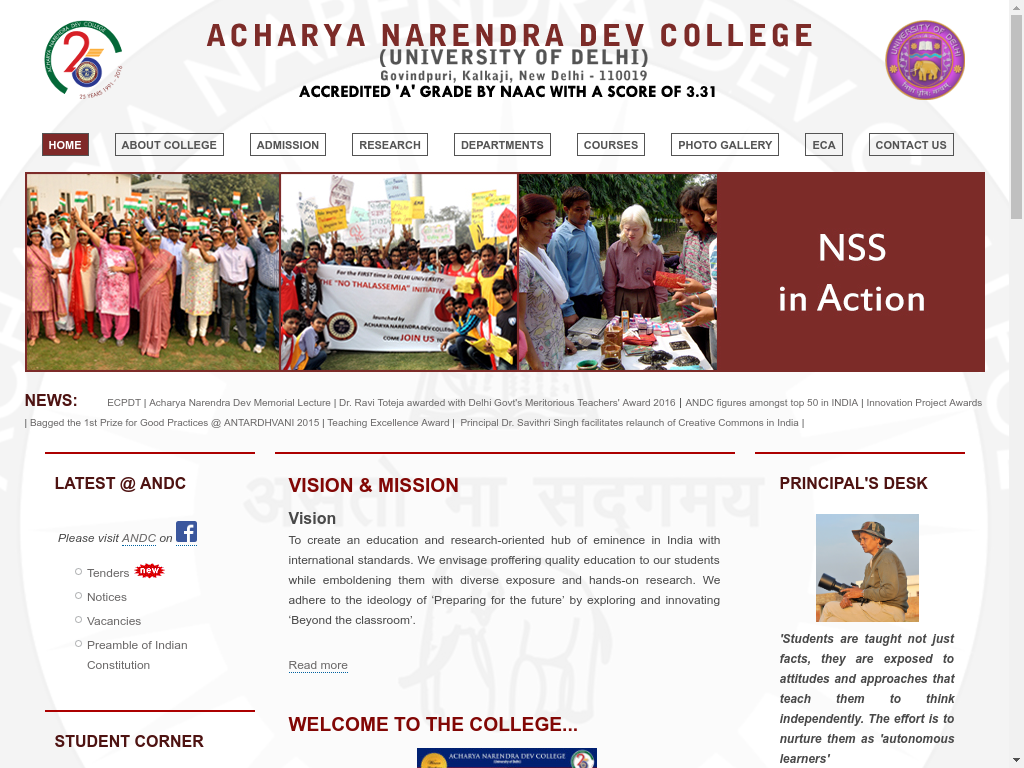 ACHARYA NARENDRA DEV COLLEGE
(UNIVERSITY OF DELHI)
Govindpuri, Kalkaji, New Delhi - 110019
ACCREDITED 'A' GRADE BY NAAC WITH A SCORE OF 3.31
ACHARYA NARENDRA DEV COLLEGE
25 YEARS 1991 - 2016
UNIVERSITY OF DELHI
HOME
ABOUT COLLEGE
ADMISSION
RESEARCH
DEPARTMENTS
COURSES
PHOTO GALLERY
ECA
CONTACT US
For the FIRST time in DELHI UNIVERSITY
THE "NO THALASSEMIA" INITIATIVE
launched by
ACHARYA NARENDRA DEV COLLEGE
COME JOIN US
NSS
in Action
NEWS: ECPDT | Acharya Narendra Dev Memorial Lecture | Dr. Ravi Toteja awarded with Delhi Govt's Meritorious Teachers' Award 2016 | ANDC figures amongst top 50 in INDIA | Innovation Project Awards
| Bagged the 1st Prize for Good Practices @ ANTARDHVANI 2015 | Teaching Excellence Award | Principal Dr. Savithri Singh facilitates relaunch of Creative Commons in India |
LATEST @ ANDC
Please visit ANDC on f
Tenders new
Notices
Vacancies
Preamble of Indian
Constitution
STUDENT CORNER
VISION & MISSION
Vision
To create an education and research-oriented hub of eminence in India with
international standards. We envisage proffering quality education to our students
while emboldening them with diverse exposure and hands-on research. We
adhere to the ideology of 'Preparing for the future' by exploring and innovating
'Beyond the classroom'.
Read more
WELCOME TO THE COLLEGE...
ACHARYA NARENDRA DEV COLLEGE
(University of Delhi)
PRINCIPAL'S DESK
'Students are taught not just
facts, they are exposed to
attitudes and approaches that
teach them to think
independently. The effort is to
nurture them as 'autonomous
learners'